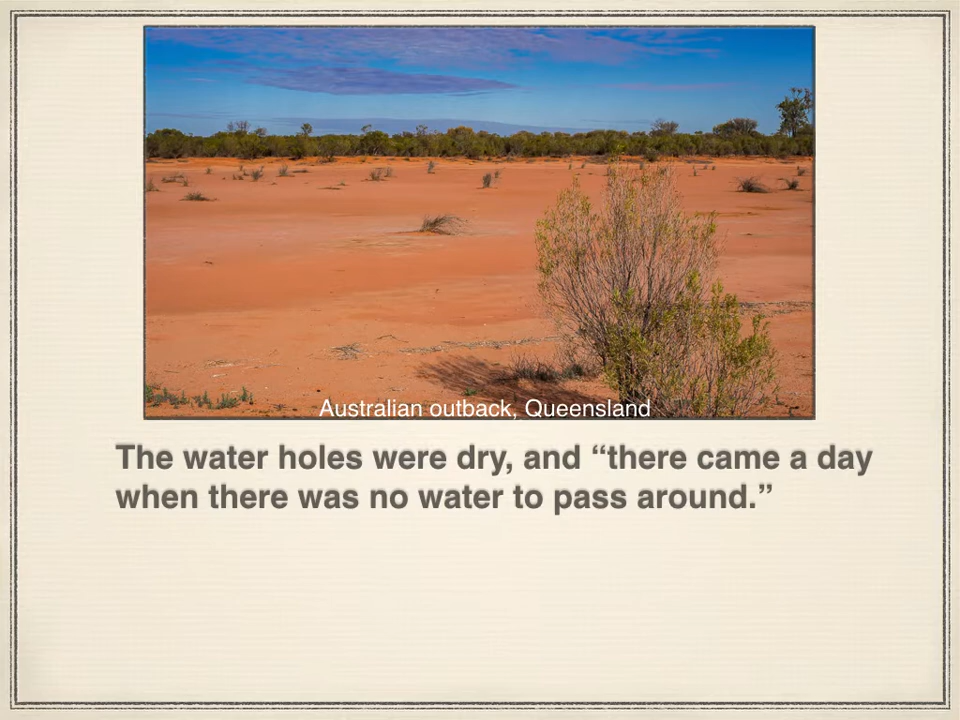 Australian outback, Queensland
The water holes were dry, and “there came a day
when there was no water to pass around.”